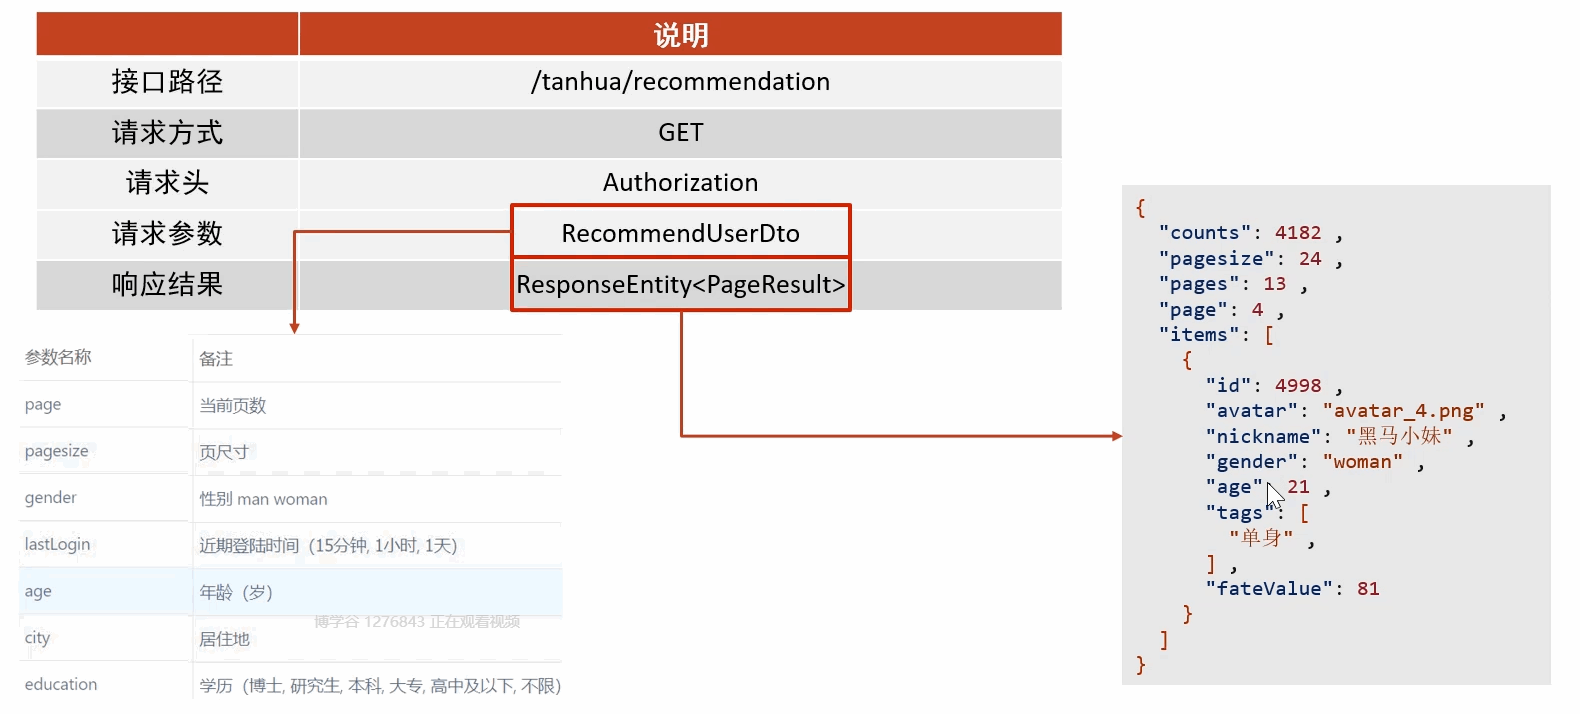 说明
接口路径 /tanhua/recommendation
请求方式 GET
请求头 Authorization
请求参数 RecommendUserDto
响应结果 ResponseEntity<PageResult>
参数名称 备注
page 当前页数
pagesize 页尺寸
gender 性别 man woman
lastLogin 近期登陆时间（15分钟, 1小时, 1天）
age 年龄（岁）
博学谷 1276843 正在观看视频
city 居住地
education 学历（博士, 研究生, 本科, 大专, 高中及以下, 不限）
{
"counts": 4182 ,
"pagesize": 24 ,
"pages": 13 ,
"page": 4 ,
"items": [
{
"id": 4998 ,
"avatar": "avatar_4.png" ,
"nickname": "黑马小妹" ,
"gender": "woman" ,
"age": 21 ,
"tags": [
"单身" ,
] ,
"fateValue": 81
}
]
}